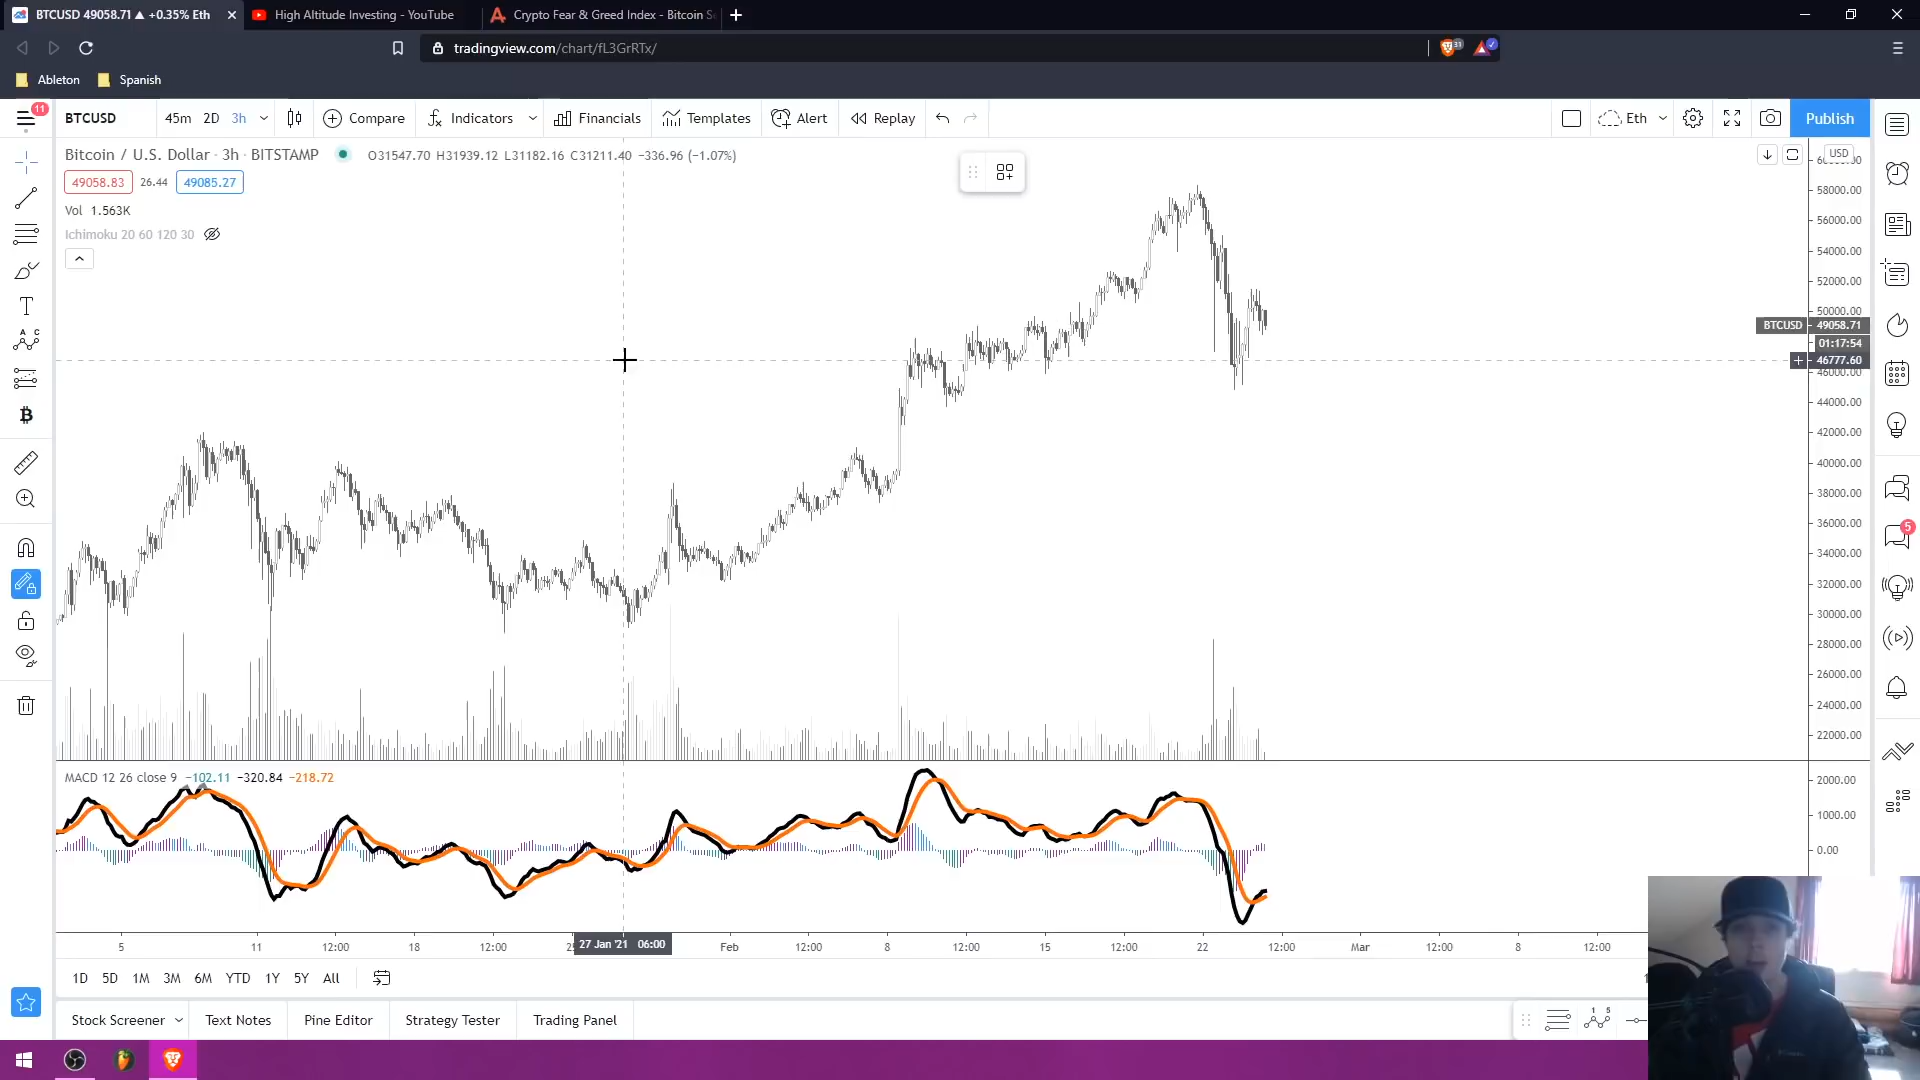 BTCUSD 49058.71 ▲ +0.35% Eth
High Altitude Investing - YouTube
Crypto Fear & Greed Index - Bitcoin S
tradingview.com/chart/fL3GrRTx/
33
Ableton
Spanish
11
BTCUSD
45m
2D
3h
Compare
Indicators
Financials
Templates
Alert
Replay
Eth
Publish
Bitcoin / U.S. Dollar · 3h · BITSTAMP
O31547.70 H31939.12 L31182.16 C31211.40 −336.96 (−1.07%)
49058.83
26.44
49085.27
Vol 1.563K
Ichimoku 20 60 120 30
USD
58000.00
56000.00
54000.00
52000.00
50000.00
BTCUSD 49058.71
01:17:54
46777.60
46000.00
44000.00
42000.00
40000.00
38000.00
36000.00
34000.00
32000.00
30000.00
28000.00
26000.00
24000.00
22000.00
5
MACD 12 26 close 9 −102.11 −320.84 −218.72
2000.00
1000.00
0.00
5
11
12:00
18
12:00
27 Jan '21 06:00
Feb
12:00
8
12:00
15
12:00
22
12:00
Mar
12:00
8
12:00
1D
5D
1M
3M
6M
YTD
1Y
5Y
All
Stock Screener
Text Notes
Pine Editor
Strategy Tester
Trading Panel
1 5